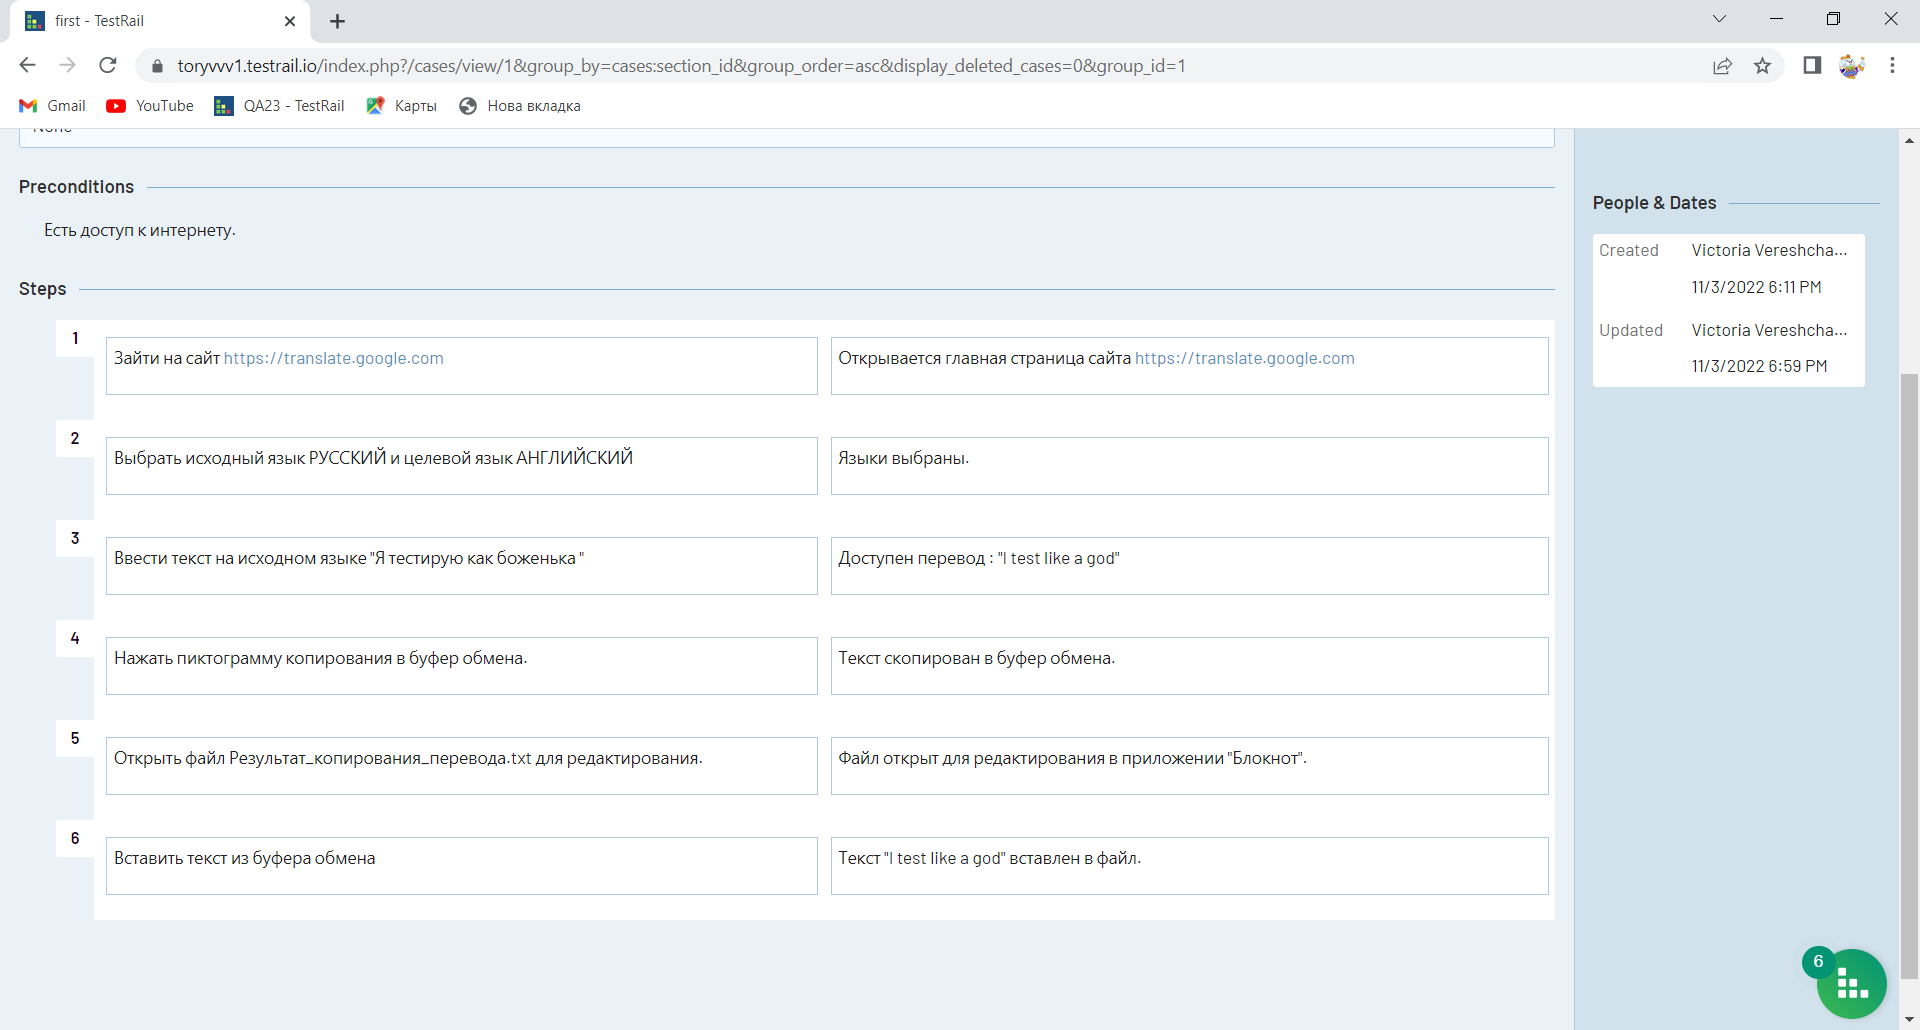 first - TestRail
toryvvv1.testrail.io/index.php?/cases/view/1&group_by=cases:section_id&group_order=asc&display_deleted_cases=0&group_id=1
Gmail YouTube QA23 - TestRail Карты Нова вкладка
None
Preconditions
Есть доступ к интернету.
Steps
1
Зайти на сайт https://translate.google.com
Открывается главная страница сайта https://translate.google.com
2
Выбрать исходный язык РУССКИЙ и целевой язык АНГЛИЙСКИЙ
Языки выбраны.
3
Ввести текст на исходном языке "Я тестирую как боженька "
Доступен перевод : "I test like a god"
4
Нажать пиктограмму копирования в буфер обмена.
Текст скопирован в буфер обмена.
5
Открыть файл Результат_копирования_перевода.txt для редактирования.
Файл открыт для редактирования в приложении "Блокнот".
6
Вставить текст из буфера обмена
Текст "I test like a god" вставлен в файл.
People & Dates
Created Victoria Vereshcha...
11/3/2022 6:11 PM
Updated Victoria Vereshcha...
11/3/2022 6:59 PM
6